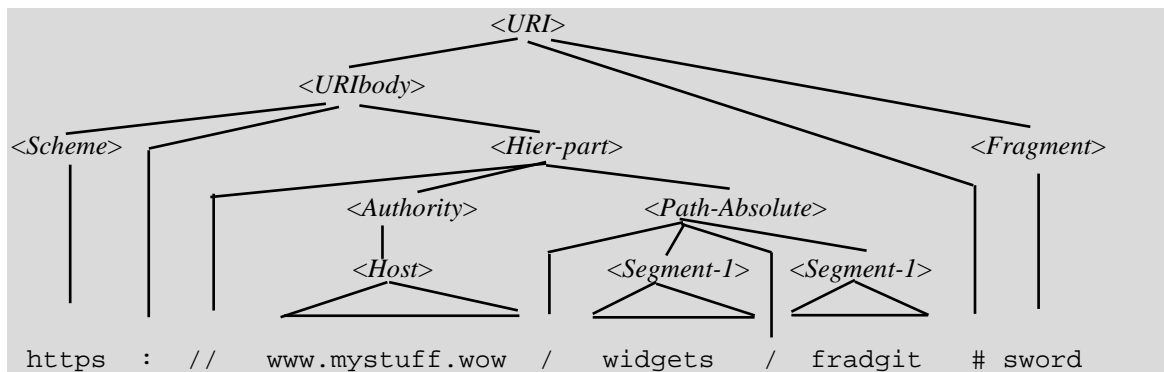 <URI>
<URIbody>
<Scheme> <Hier-part> <Fragment>
<Authority> <Path-Absolute>
<Host> <Segment-1> <Segment-1>
https : // www.mystuff.wow / widgets / fradgit # sword